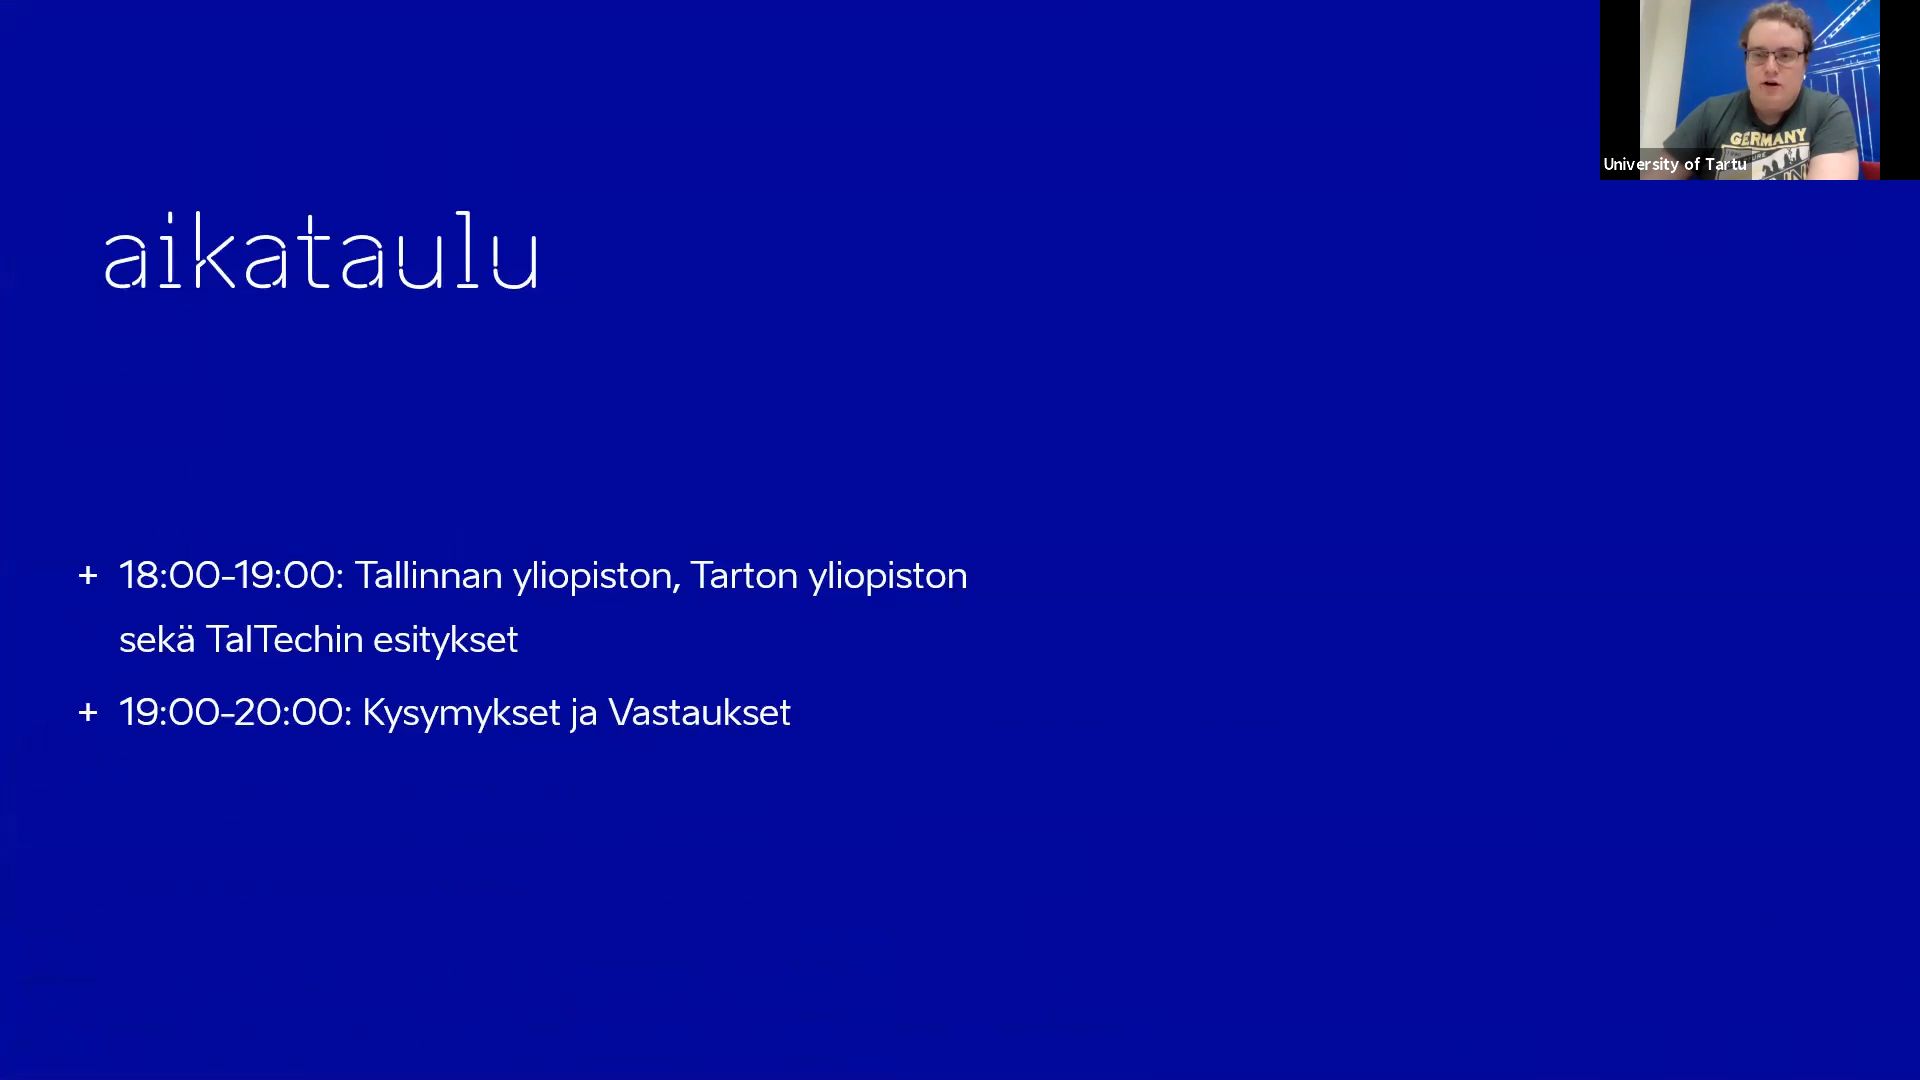 aikataulu
+ 18:00-19:00: Tallinnan yliopiston, Tarton yliopiston
sekä TalTechin esitykset
+ 19:00-20:00: Kysymykset ja Vastaukset
University of Tartu
GERMANY